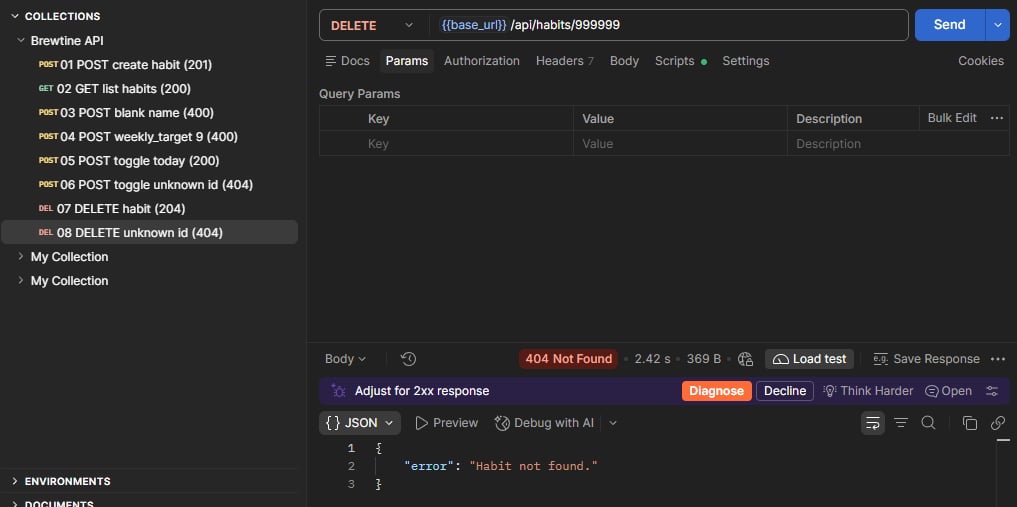 COLLECTIONS
Brewtine API
POST 01 POST create habit (201)
GET 02 GET list habits (200)
POST 03 POST blank name (400)
POST 04 POST weekly_target 9 (400)
POST 05 POST toggle today (200)
POST 06 POST toggle unknown id (404)
DEL 07 DELETE habit (204)
DEL 08 DELETE unknown id (404)
My Collection
My Collection
ENVIRONMENTS
DOCUMENTS
DELETE {{base_url}} /api/habits/999999 Send
Docs Params Authorization Headers 7 Body Scripts Settings Cookies
Query Params
Key Value Description Bulk Edit
Key Value Description
Body 404 Not Found 2.42 s 369 B Load test e.g. Save Response
Adjust for 2xx response Diagnose Decline Think Harder Open
{} JSON Preview Debug with AI
1 {
2 "error": "Habit not found."
3 }